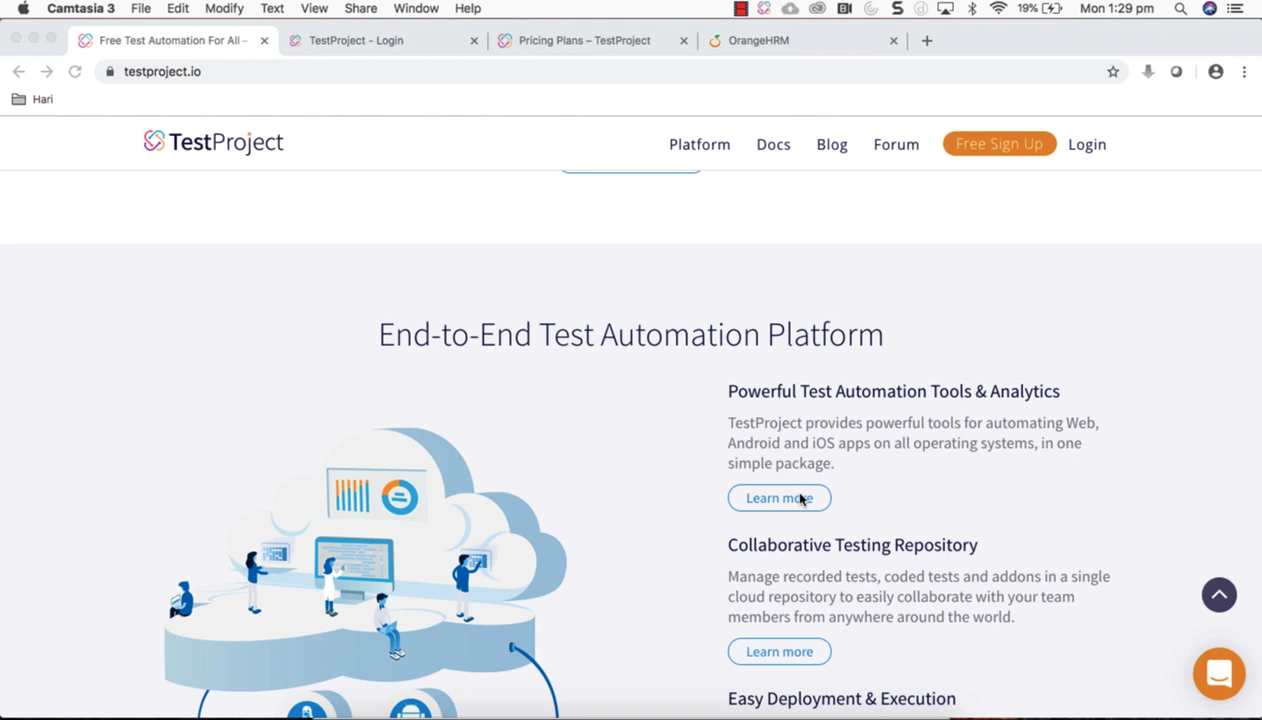 Camtasia 3 File Edit Modify Text View Share Window Help 19% Mon 1:29 pm
Free Test Automation For All – TestProject - Login Pricing Plans – TestProject OrangeHRM
testproject.io
Hari
TestProject Platform Docs Blog Forum Free Sign Up Login
End-to-End Test Automation Platform
Powerful Test Automation Tools & Analytics
TestProject provides powerful tools for automating Web,
Android and iOS apps on all operating systems, in one
simple package.
Learn more
Collaborative Testing Repository
Manage recorded tests, coded tests and addons in a single
cloud repository to easily collaborate with your team
members from anywhere around the world.
Learn more
Easy Deployment & Execution